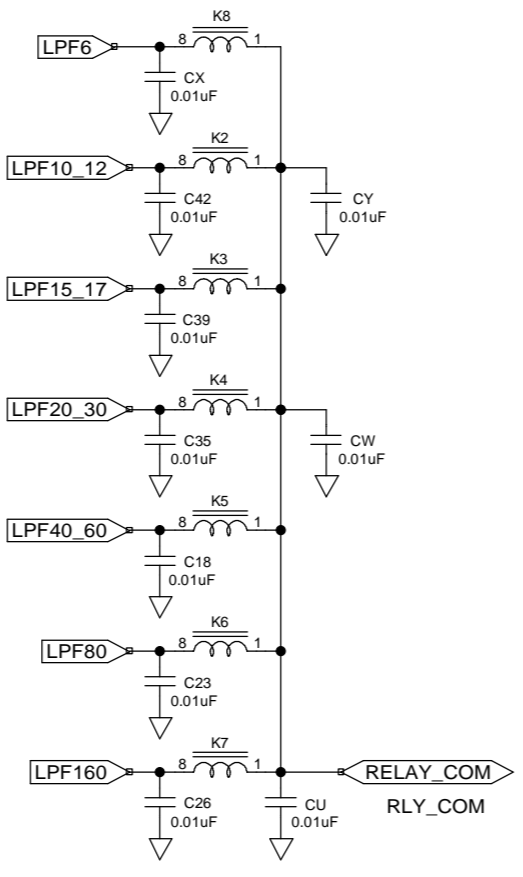 K8
LPF6 8 1
CX
0.01uF
K2
LPF10_12 8 1
C42 CY
0.01uF 0.01uF
K3
LPF15_17 8 1
C39
0.01uF
K4
LPF20_30 8 1
C35 CW
0.01uF 0.01uF
K5
LPF40_60 8 1
C18
0.01uF
K6
LPF80 8 1
C23
0.01uF
K7
LPF160 8 1 RELAY_COM
C26 CU RLY_COM
0.01uF 0.01uF